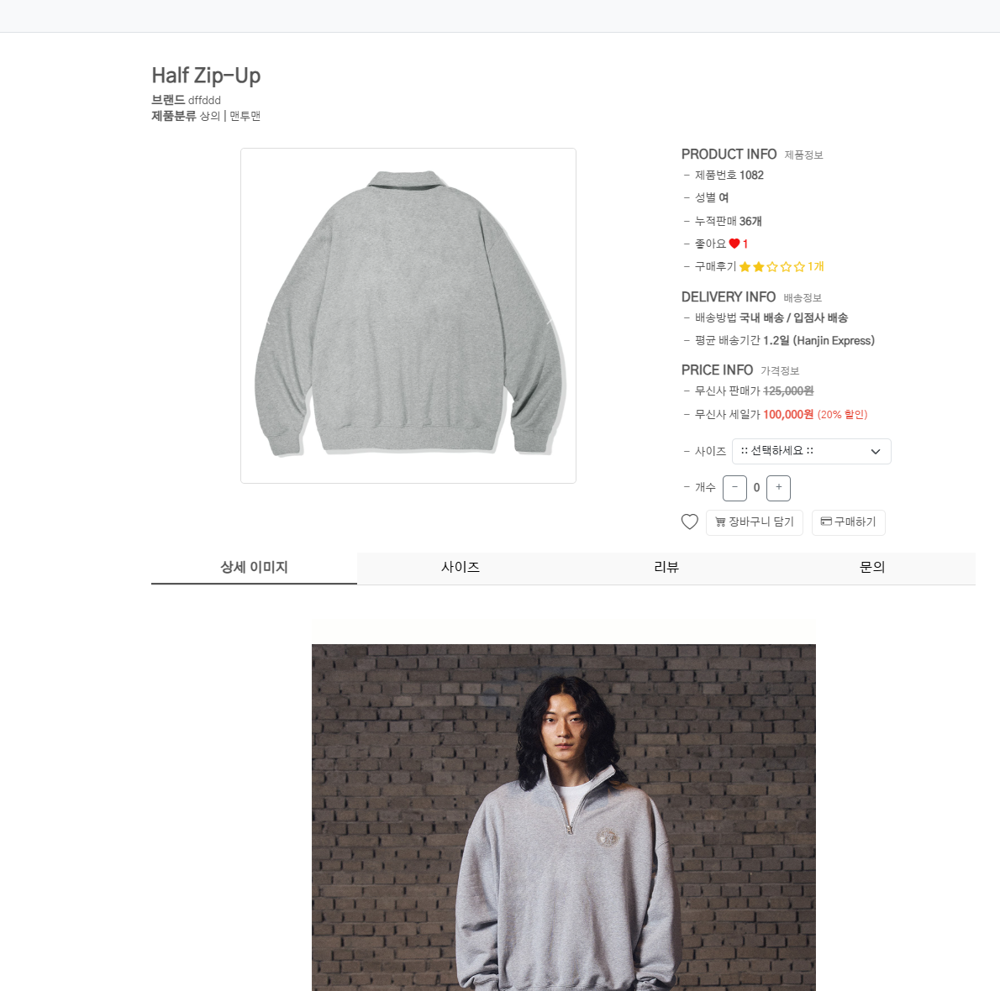 Half Zip-Up
브랜드 dffddd
제품분류 상의 | 맨투맨
PRODUCT INFO 제품정보
- 제품번호 1082
- 성별 여
- 누적판매 36개
- 좋아요 ♥ 1
- 구매후기 ★★☆☆☆ 1개
DELIVERY INFO 배송정보
- 배송방법 국내 배송 / 입점사 배송
- 평균 배송기간 1.2일 (Hanjin Express)
PRICE INFO 가격정보
- 무신사 판매가 125,000원
- 무신사 세일가 100,000원 (20% 할인)
- 사이즈 :: 선택하세요 ::
- 개수 - 0 +
장바구니 담기 구매하기
상세 이미지 사이즈 리뷰 문의